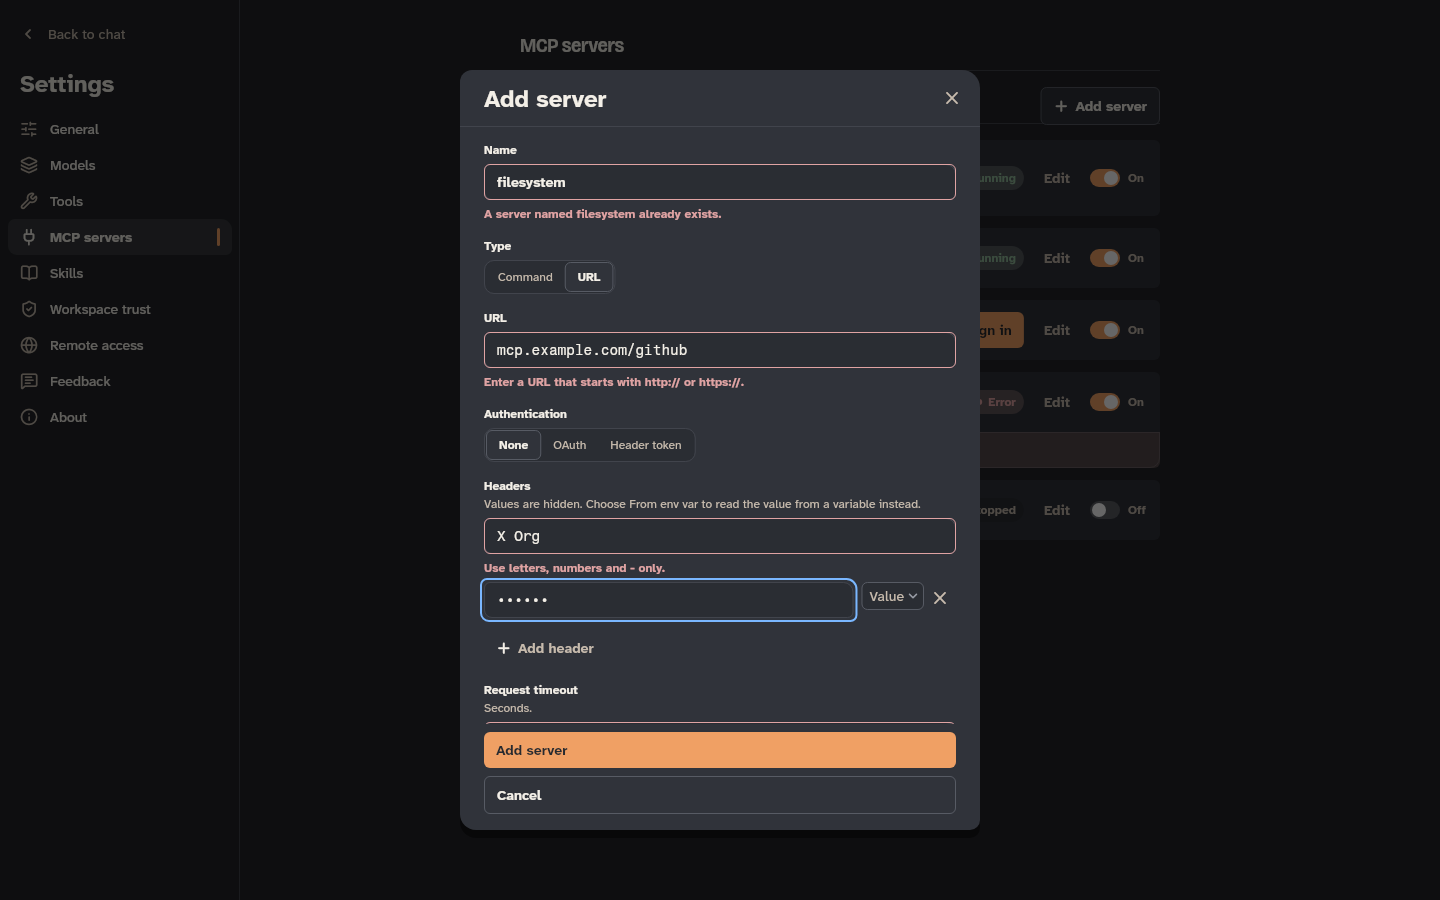 Back to chat
Settings
General
Models
Tools
MCP servers
Skills
Workspace trust
Remote access
Feedback
About
MCP servers
Add server
Edit
On
Edit
On
in
Edit
On
Error
Edit
On
Edit
Off
Add server
Name
filesystem
A server named filesystem already exists.
Type
Command
URL
URL
mcp.example.com/github
Enter a URL that starts with http:// or https://.
Authentication
None
OAuth
Header token
Headers
Values are hidden. Choose From env var to read the value from a variable instead.
X Org
Use letters, numbers and - only.
••••••
Value
Add header
Request timeout
Seconds.
Add server
Cancel